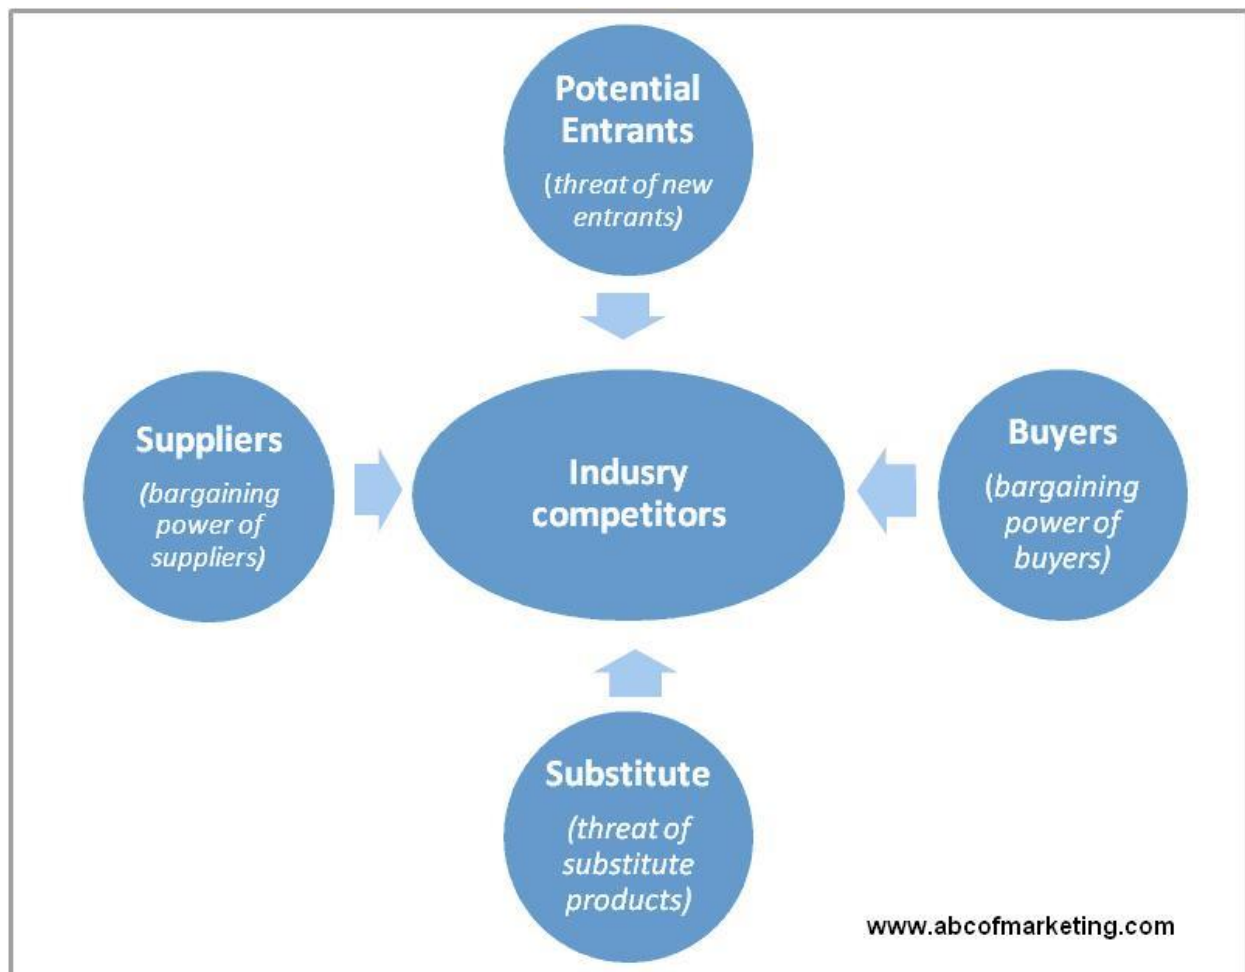 Potential
Entrants
(threat of new
entrants)
Suppliers
(bargaining
power of
suppliers)
Indusry
competitors
Buyers
(bargaining
power of
buyers)
Substitute
(threat of
substitute
products)
www.abcofmarketing.com